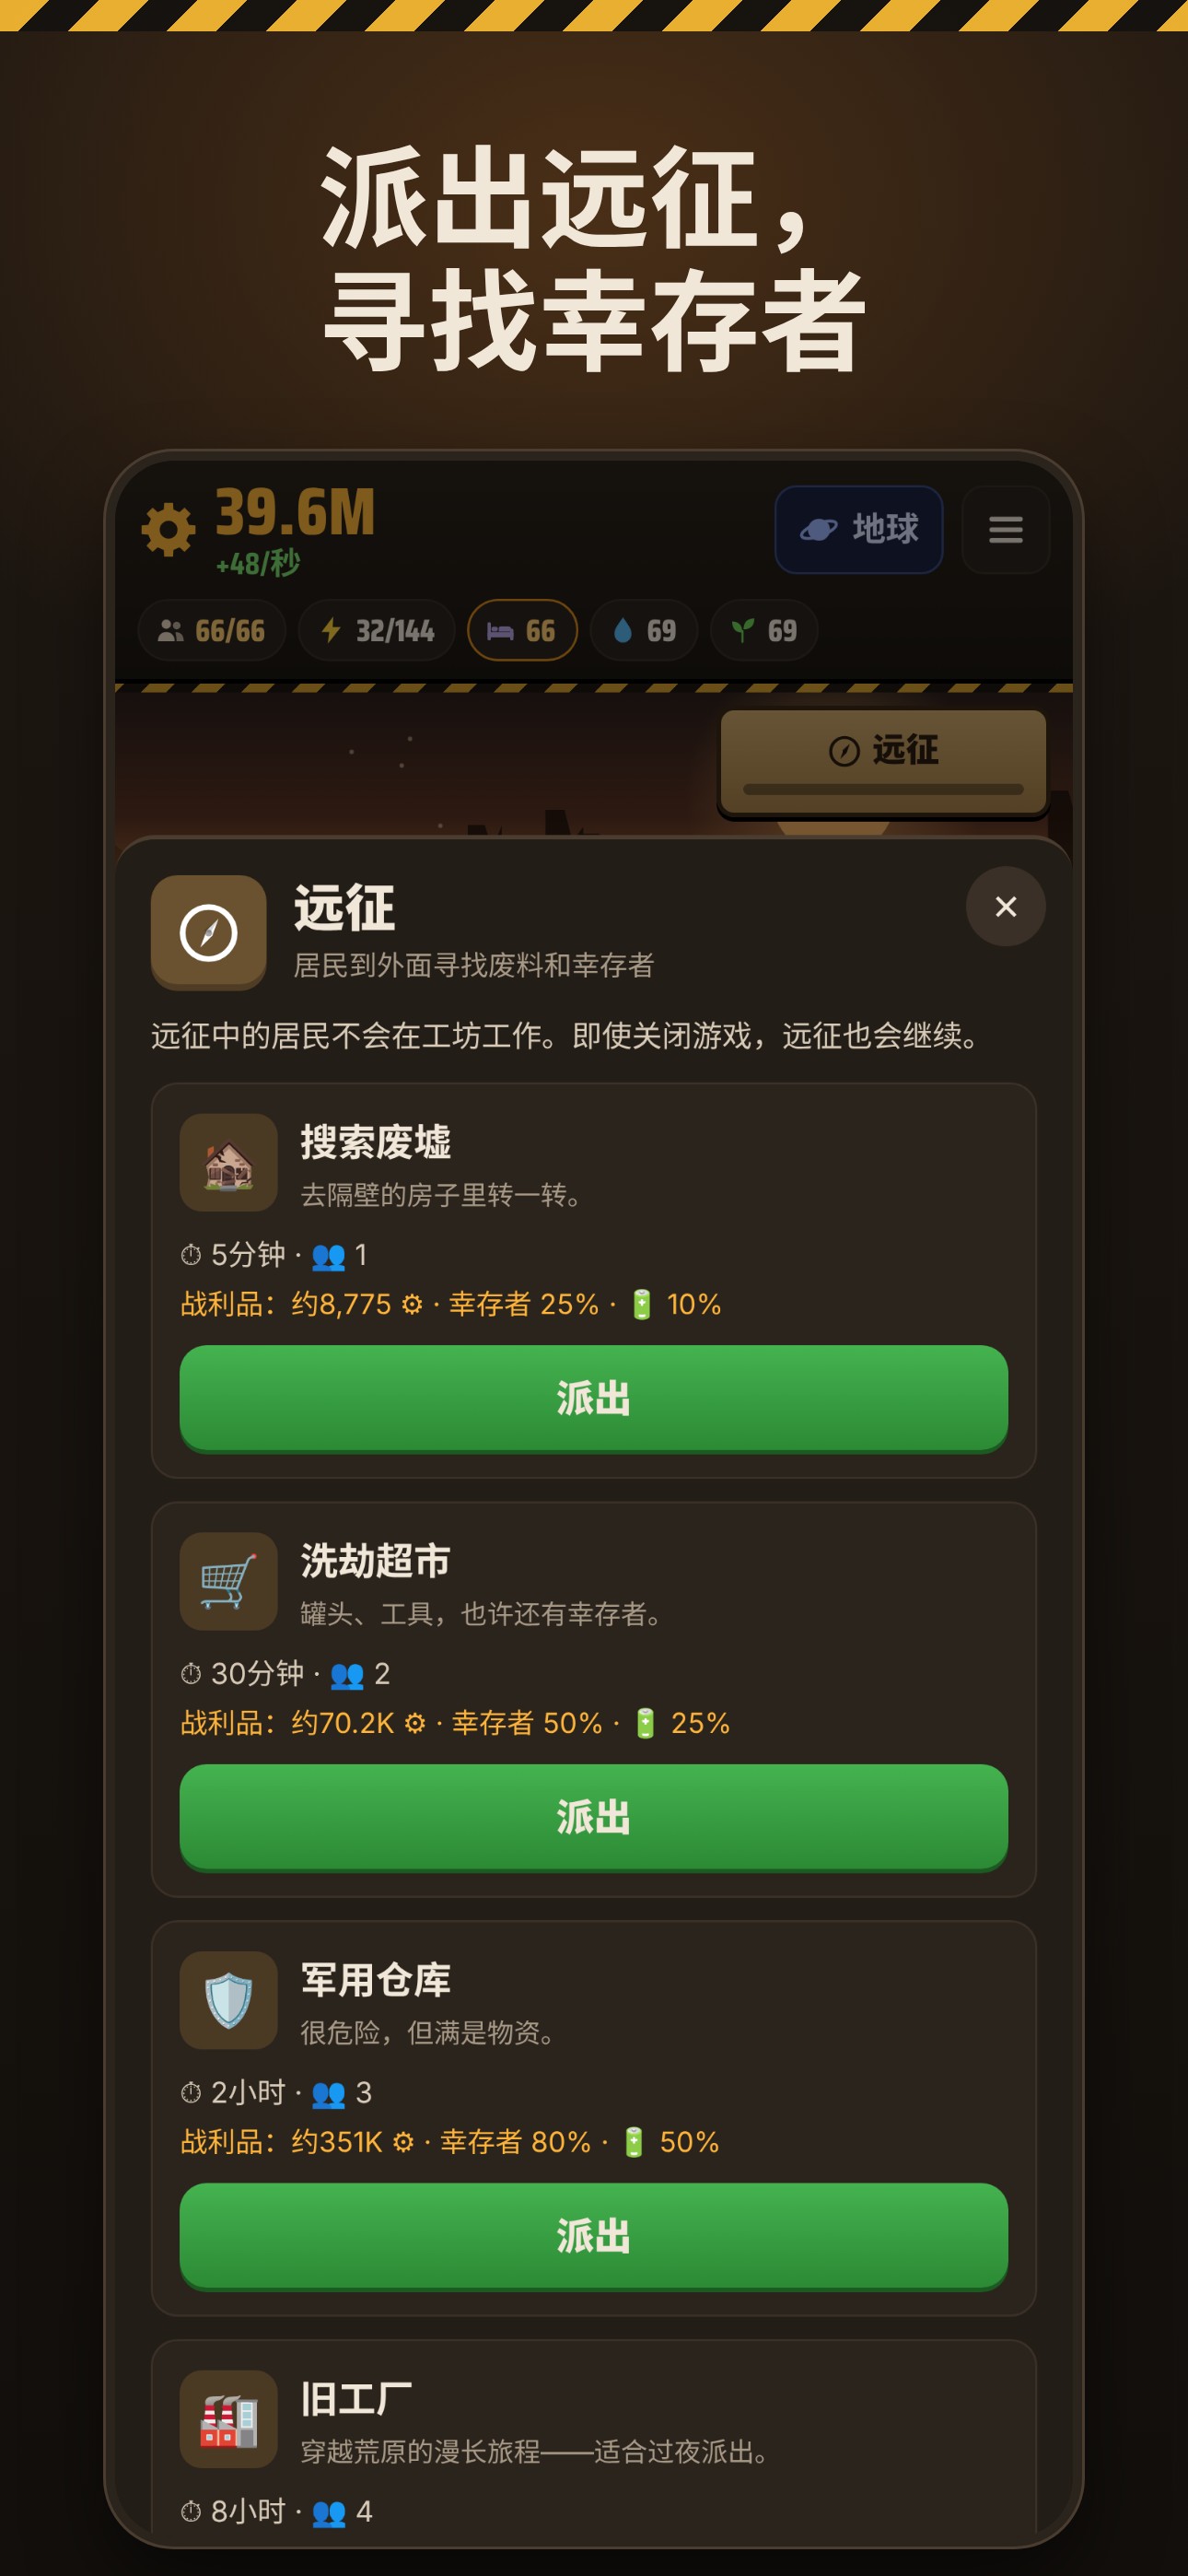 派出远征，
寻找幸存者
39.6M
+48/秒
地球
66/66
32/144
66
69
69
远征
远征
居民到外面寻找废料和幸存者
远征中的居民不会在工坊工作。即使关闭游戏，远征也会继续。
搜索废墟
去隔壁的房子里转一转。
⏱ 5分钟 · 👥 1
战利品：约8,775 ⚙ · 幸存者 25% · 🔋 10%
派出
洗劫超市
罐头、工具，也许还有幸存者。
⏱ 30分钟 · 👥 2
战利品：约70.2K ⚙ · 幸存者 50% · 🔋 25%
派出
军用仓库
很危险，但满是物资。
⏱ 2小时 · 👥 3
战利品：约351K ⚙ · 幸存者 80% · 🔋 50%
派出
旧工厂
穿越荒原的漫长旅程——适合过夜派出。
⏱ 8小时 · 👥 4